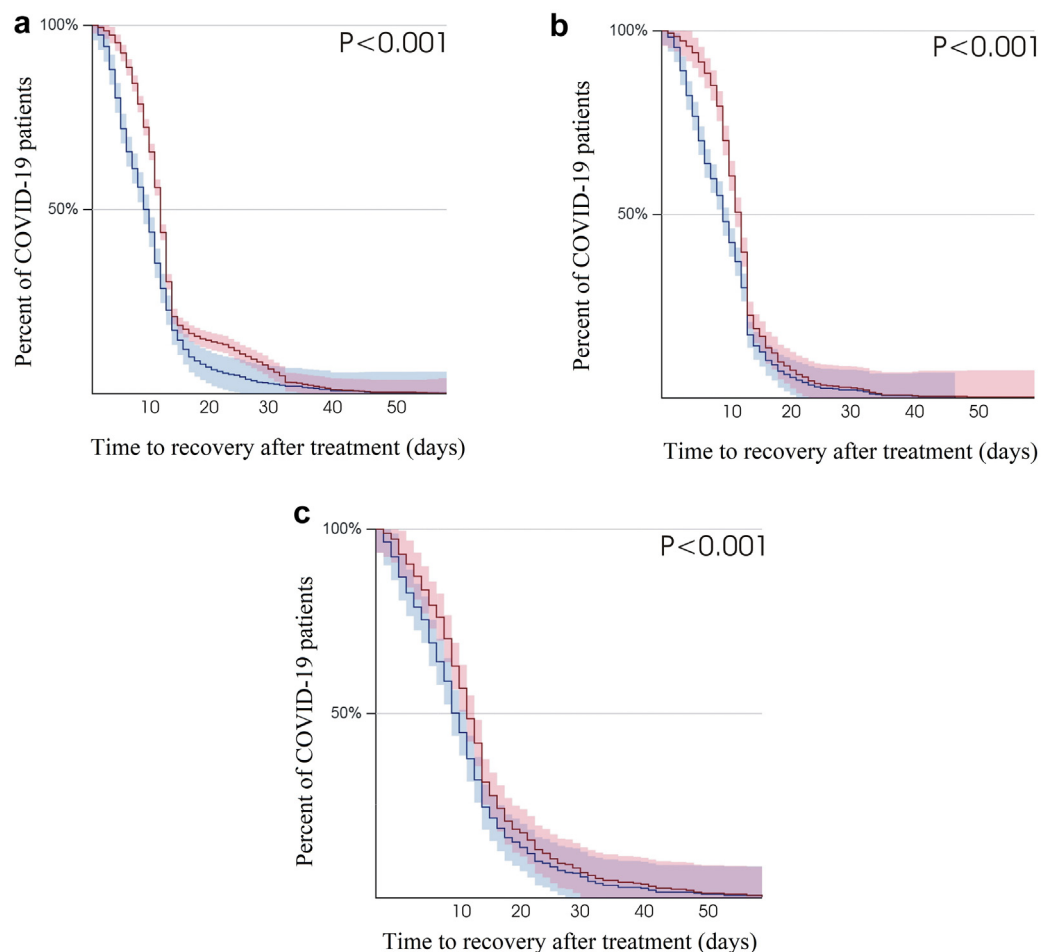 a
100%
P<0.001
Percent of COVID-19 patients
50%
10 20 30 40 50
Time to recovery after treatment (days)
b
100%
P<0.001
Percent of COVID-19 patients
50%
10 20 30 40 50
Time to recovery after treatment (days)
c
100%
P<0.001
Percent of COVID-19 patients
50%
10 20 30 40 50
Time to recovery after treatment (days)